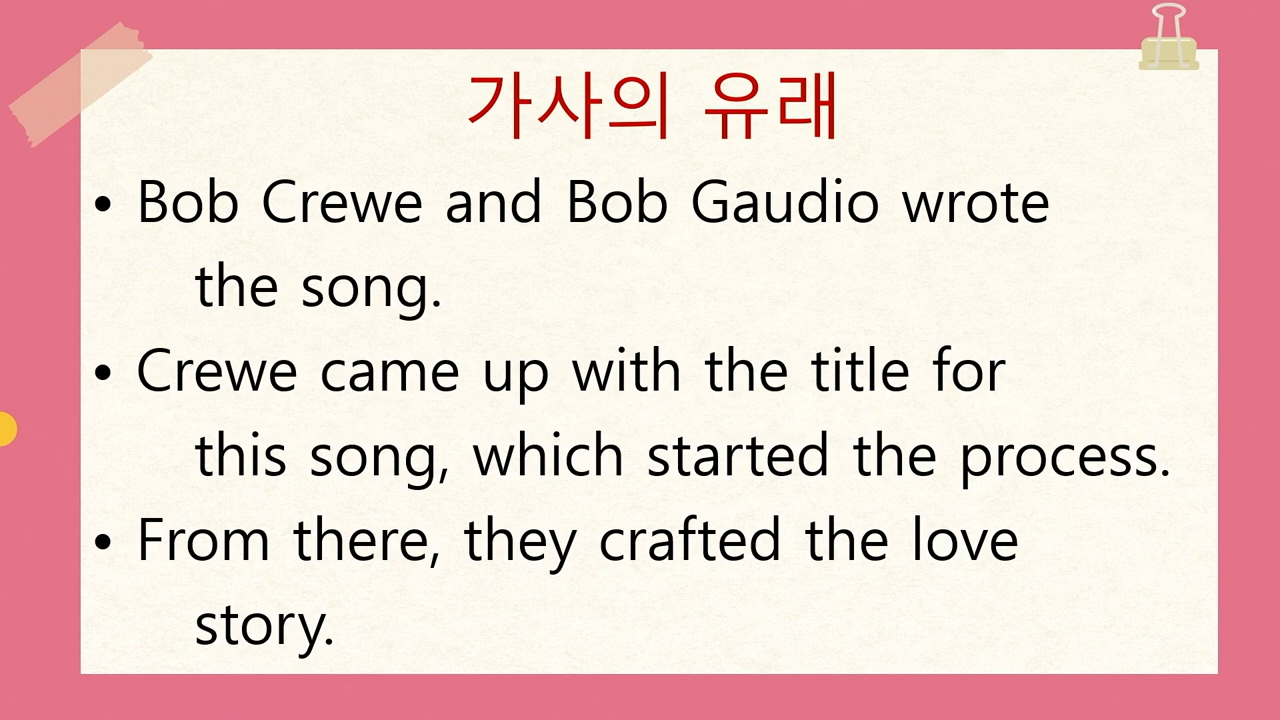 가사의 유래
• Bob Crewe and Bob Gaudio wrote
the song.
• Crewe came up with the title for
this song, which started the process.
• From there, they crafted the love
story.